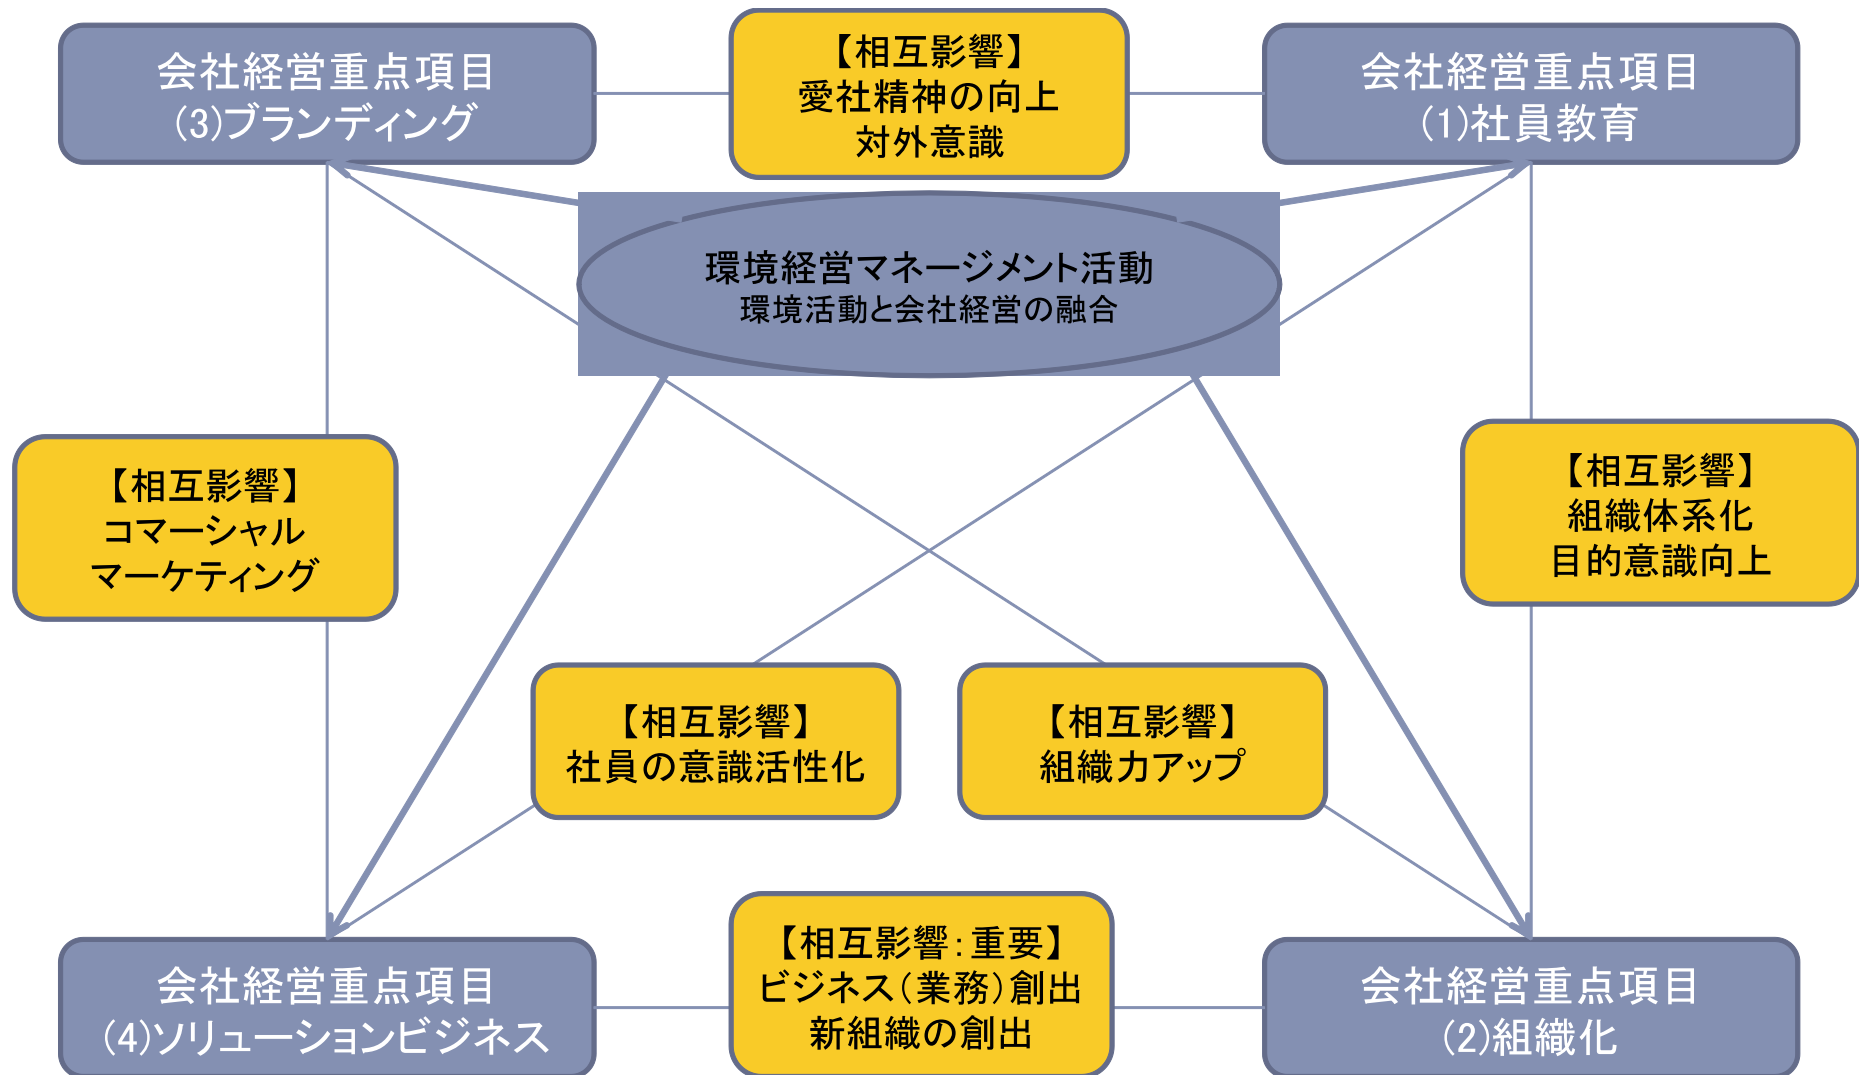 会社経営重点項目
(3)ブランディング
【相互影響】
愛社精神の向上
対外意識
会社経営重点項目
(1)社員教育
環境経営マネージジメント活動
環境活動と会社経営の融合
【相互影響】
コマーシャル
マーケティング
【相互影響】
組織体系化
目的意識向上
【相互影響】
社員の意識活性化
【相互影響】
組織力アップ
会社経営重点項目
(4)ソリューションビジネス
【相互影響：重要】
ビジネス（業務）創出
新組織の創出
会社経営重点項目
(2)組織化